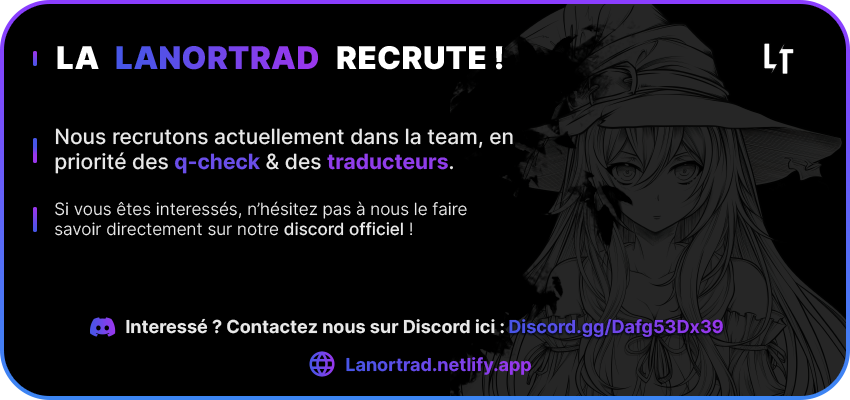 LA LANORTRAD RECRUTE !
LT
Nous recrutons actuellement dans la team, en
priorité des q-check & des traducteurs.
Si vous êtes interessés, n'hésitez pas à nous le faire
savoir directement sur notre discord officiel !
Interessé ? Contactez nous sur Discord ici : Discord.gg/Dafg53Dx39
Lanortrad.netlify.app